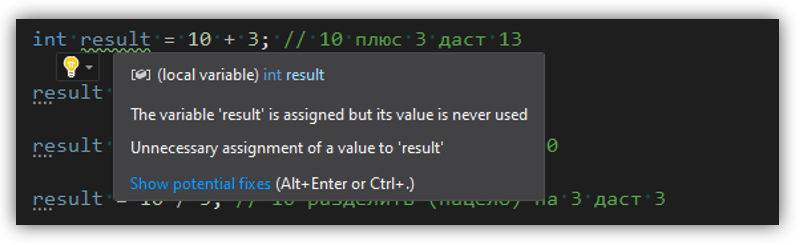 int result = 10 + 3; // 10 плюс 3 даст 13
(local variable) int result
result
The variable 'result' is assigned but its value is never used
result
Unnecessary assignment of a value to 'result'
0
Show potential fixes (Alt+Enter or Ctrl+.)
result = 10 / 3; // 10 разделить (нацело) на 3 даст 3